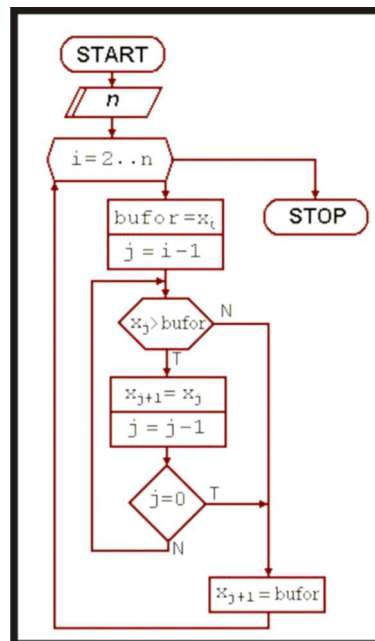 START
n
i=2..n
STOP
bufor=xᵢ
j=i-1
xⱼ>bufor
N
T
xⱼ₊₁=xⱼ
j=j-1
j=0
T
N
xⱼ₊₁=bufor